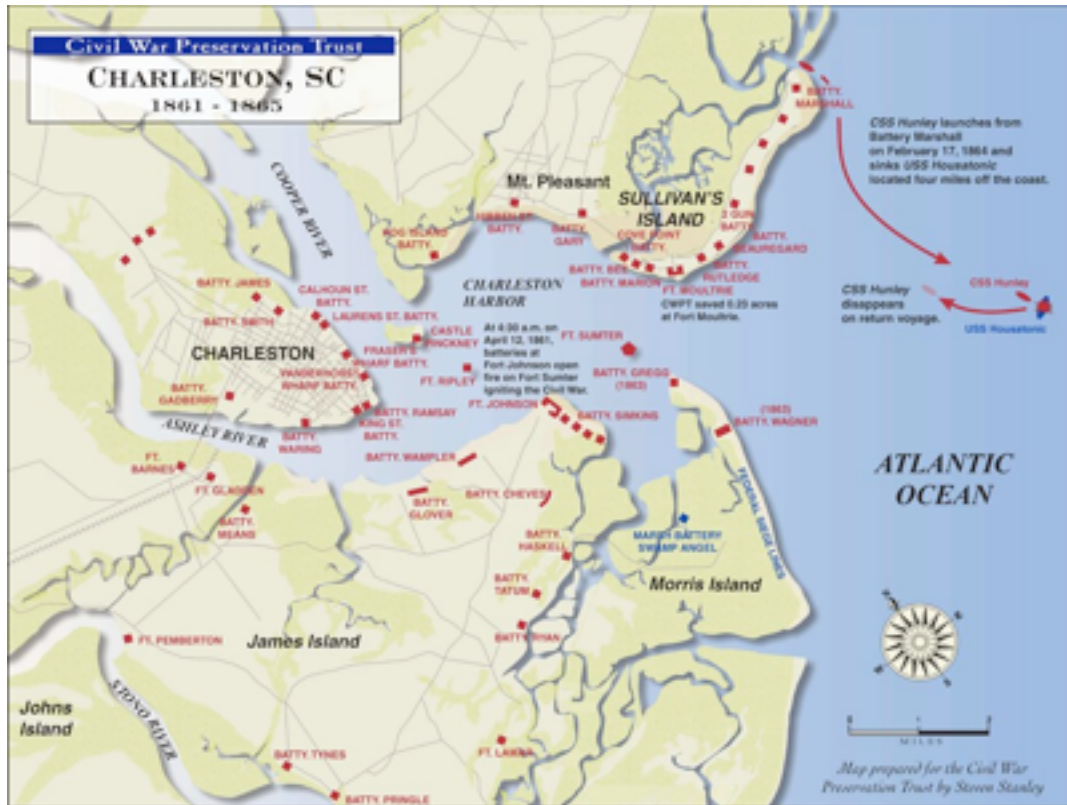 Civil War Preservation Trust
CHARLESTON, SC
1861 - 1865
BATTY.
MARSHALL
CSS Hunley launches from
Battery Marshall
on February 17, 1864 and
sinks USS Housatonic
located four miles off the coast.
COOPER RIVER
Mt. Pleasant
SULLIVAN'S
ISLAND
HOG ISLAND
BATTY.
BATTY.
BATTY.
GARY
COVE POINT
BATTY.
2 GUN
BATTY.
BATTY.
BEAUREGARD
BATTY. BEE
BATTY. MARION
BATTY.
RUTLEDGE
FT. MOULTRIE
CWPT saved 0.25 acres
at Fort Moultrie.
CSS Hunley
CSS Hunley
disappears
on return voyage.
USS Housatonic
BATTY. JAMES
CALHOUN ST.
BATTY.
BATTY. SMITH
LAURENS ST. BATTY.
CHARLESTON
HARBOR
CASTLE
PINCKNEY
At 4:30 a.m. on
April 12, 1861,
batteries at
Fort Johnson open
fire on Fort Sumter
igniting the Civil War.
FT. SUMTER
CHARLESTON
FRASER'S
WHARF BATTY.
VANDERHORST
WHARF BATTY.
FT. RIPLEY
BATTY. GREGG
(1863)
BATTY.
GADBERRY
BATTY. RAMSAY
KING ST.
BATTY.
FT. JOHNSON
BATTY. SIMKINS
(1863)
BATTY. WAGNER
ASHLEY RIVER
BATTY.
WARING
BATTY. WAMPLER
FT.
BARNES
FT. GLADDEN
BATTY.
MEANS
BATTY.
GLOVER
BATTY. CHEVES
ATLANTIC
OCEAN
FEDERAL SIEGE LINES
MARSH BATTERY
SWAMP ANGEL
BATTY.
HASKELL
BATTY.
TATUM
Morris Island
BATTY. RYAN
FT. PEMBERTON
James Island
Johns
Island
STONO RIVER
BATTY. TYNES
FT. LAMAR
BATTY. PRINGLE
MILES
Map prepared for the Civil War
Preservation Trust by Steven Stanley